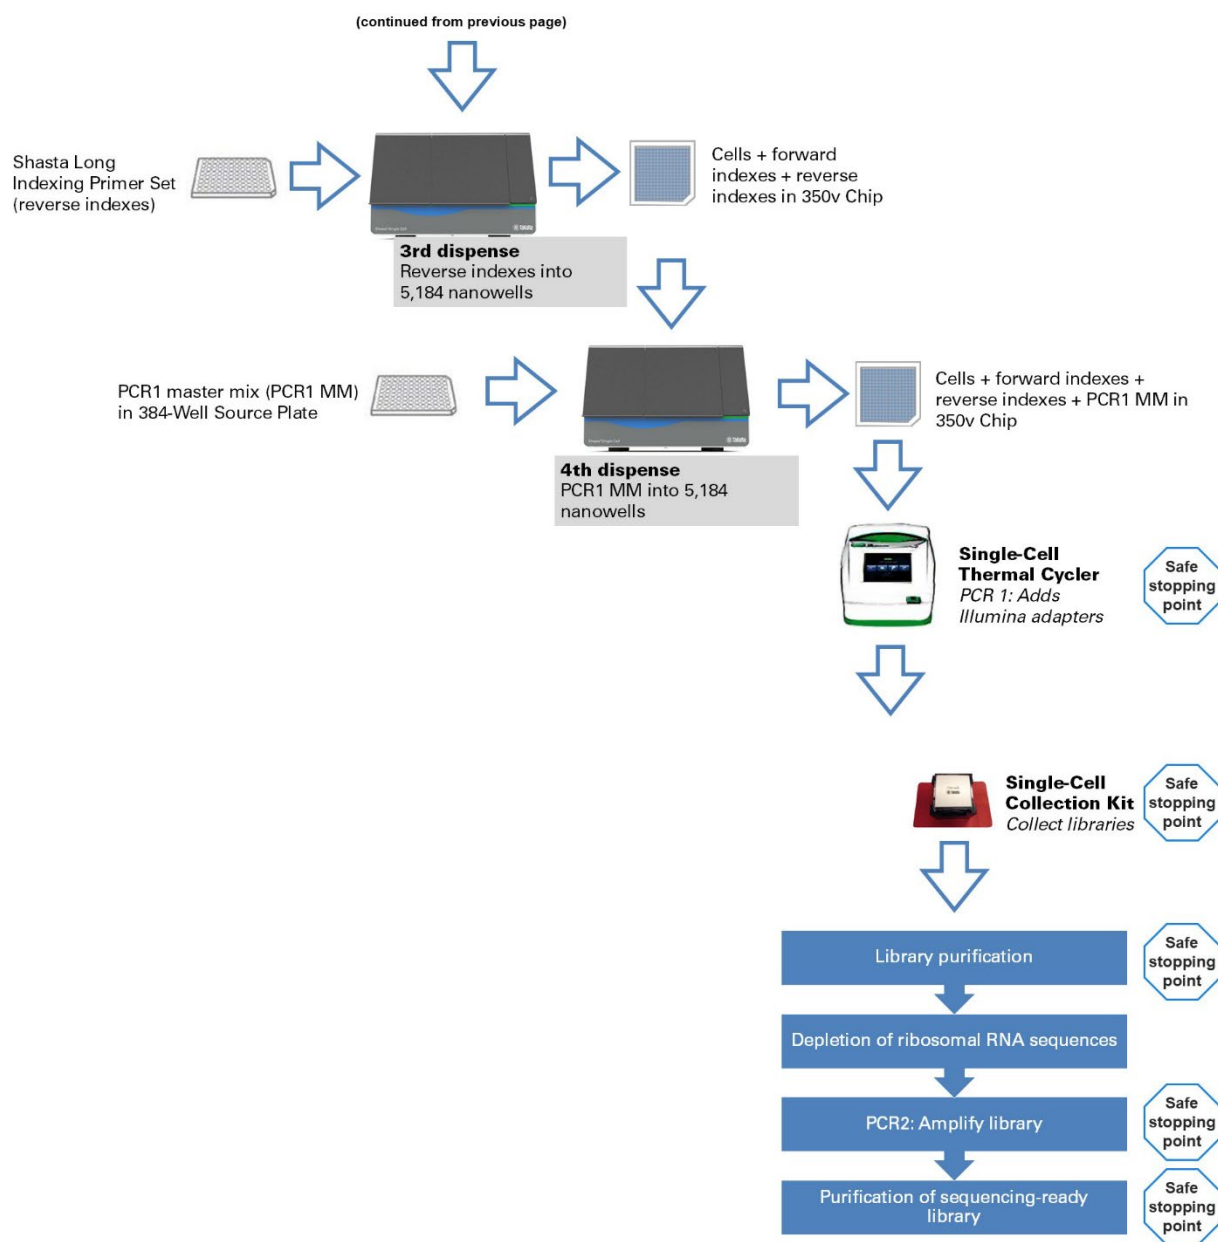 (continued from previous page)
Shasta Long
Indexing Primer Set
(reverse indexes)
Cells + forward
indexes + reverse
indexes in 350v Chip
3rd dispense
Reverse indexes into
5,184 nanowells
PCR1 master mix (PCR1 MM)
in 384-Well Source Plate
Cells + forward indexes +
reverse indexes + PCR1 MM in
350v Chip
4th dispense
PCR1 MM into 5,184
nanowells
Single-Cell
Thermal Cycler
PCR 1: Adds
Illumina adapters
Safe
stopping
point
Single-Cell
Collection Kit
Collect libraries
Safe
stopping
point
Library purification
Safe
stopping
point
Depletion of ribosomal RNA sequences
PCR2: Amplify library
Safe
stopping
point
Purification of sequencing-ready
library
Safe
stopping
point